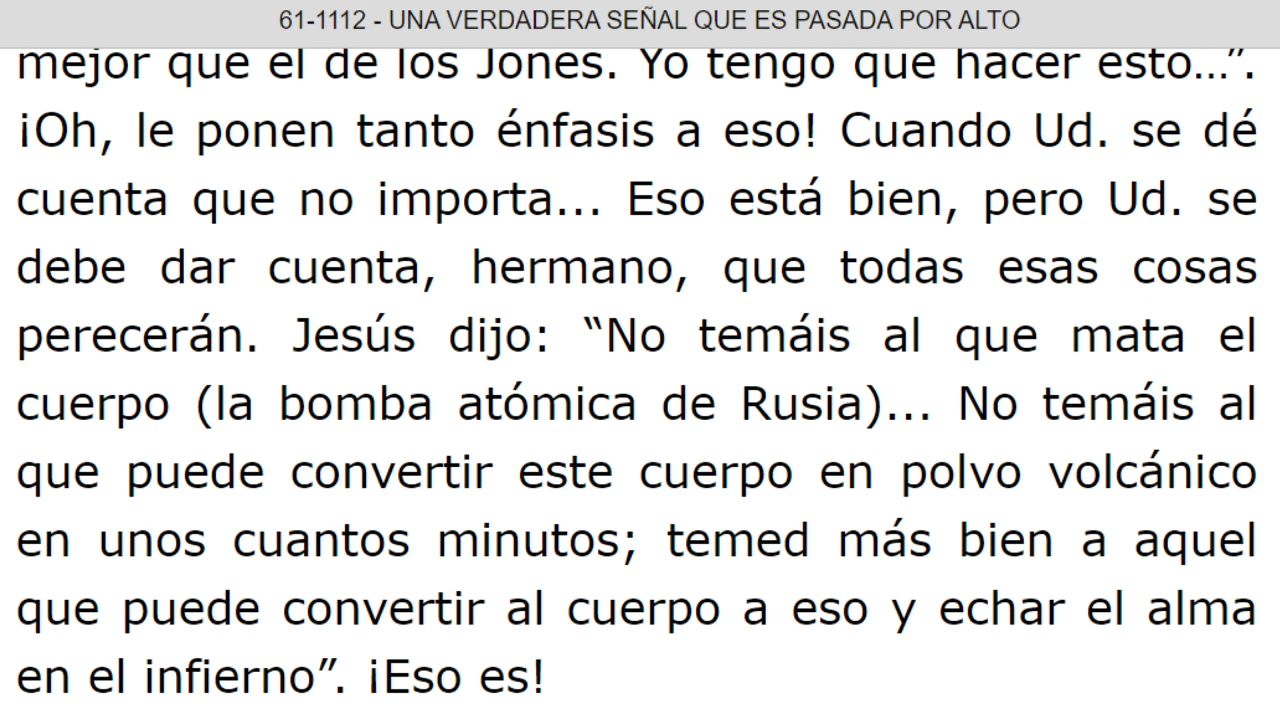 61-1112 - UNA VERDADERA SEÑAL QUE ES PASADA POR ALTO
mejor que el de los Jones. Yo tengo que hacer esto...”.
¡Oh, le ponen tanto énfasis a eso! Cuando Ud. se dé
cuenta que no importa... Eso está bien, pero Ud. se
debe dar cuenta, hermano, que todas esas cosas
perecerán. Jesús dijo: “No temáis al que mata el
cuerpo (la bomba atómica de Rusia)... No temáis al
que puede convertir este cuerpo en polvo volcánico
en unos cuantos minutos; temed más bien a aquel
que puede convertir al cuerpo a eso y echar el alma
en el infierno”. ¡Eso es!